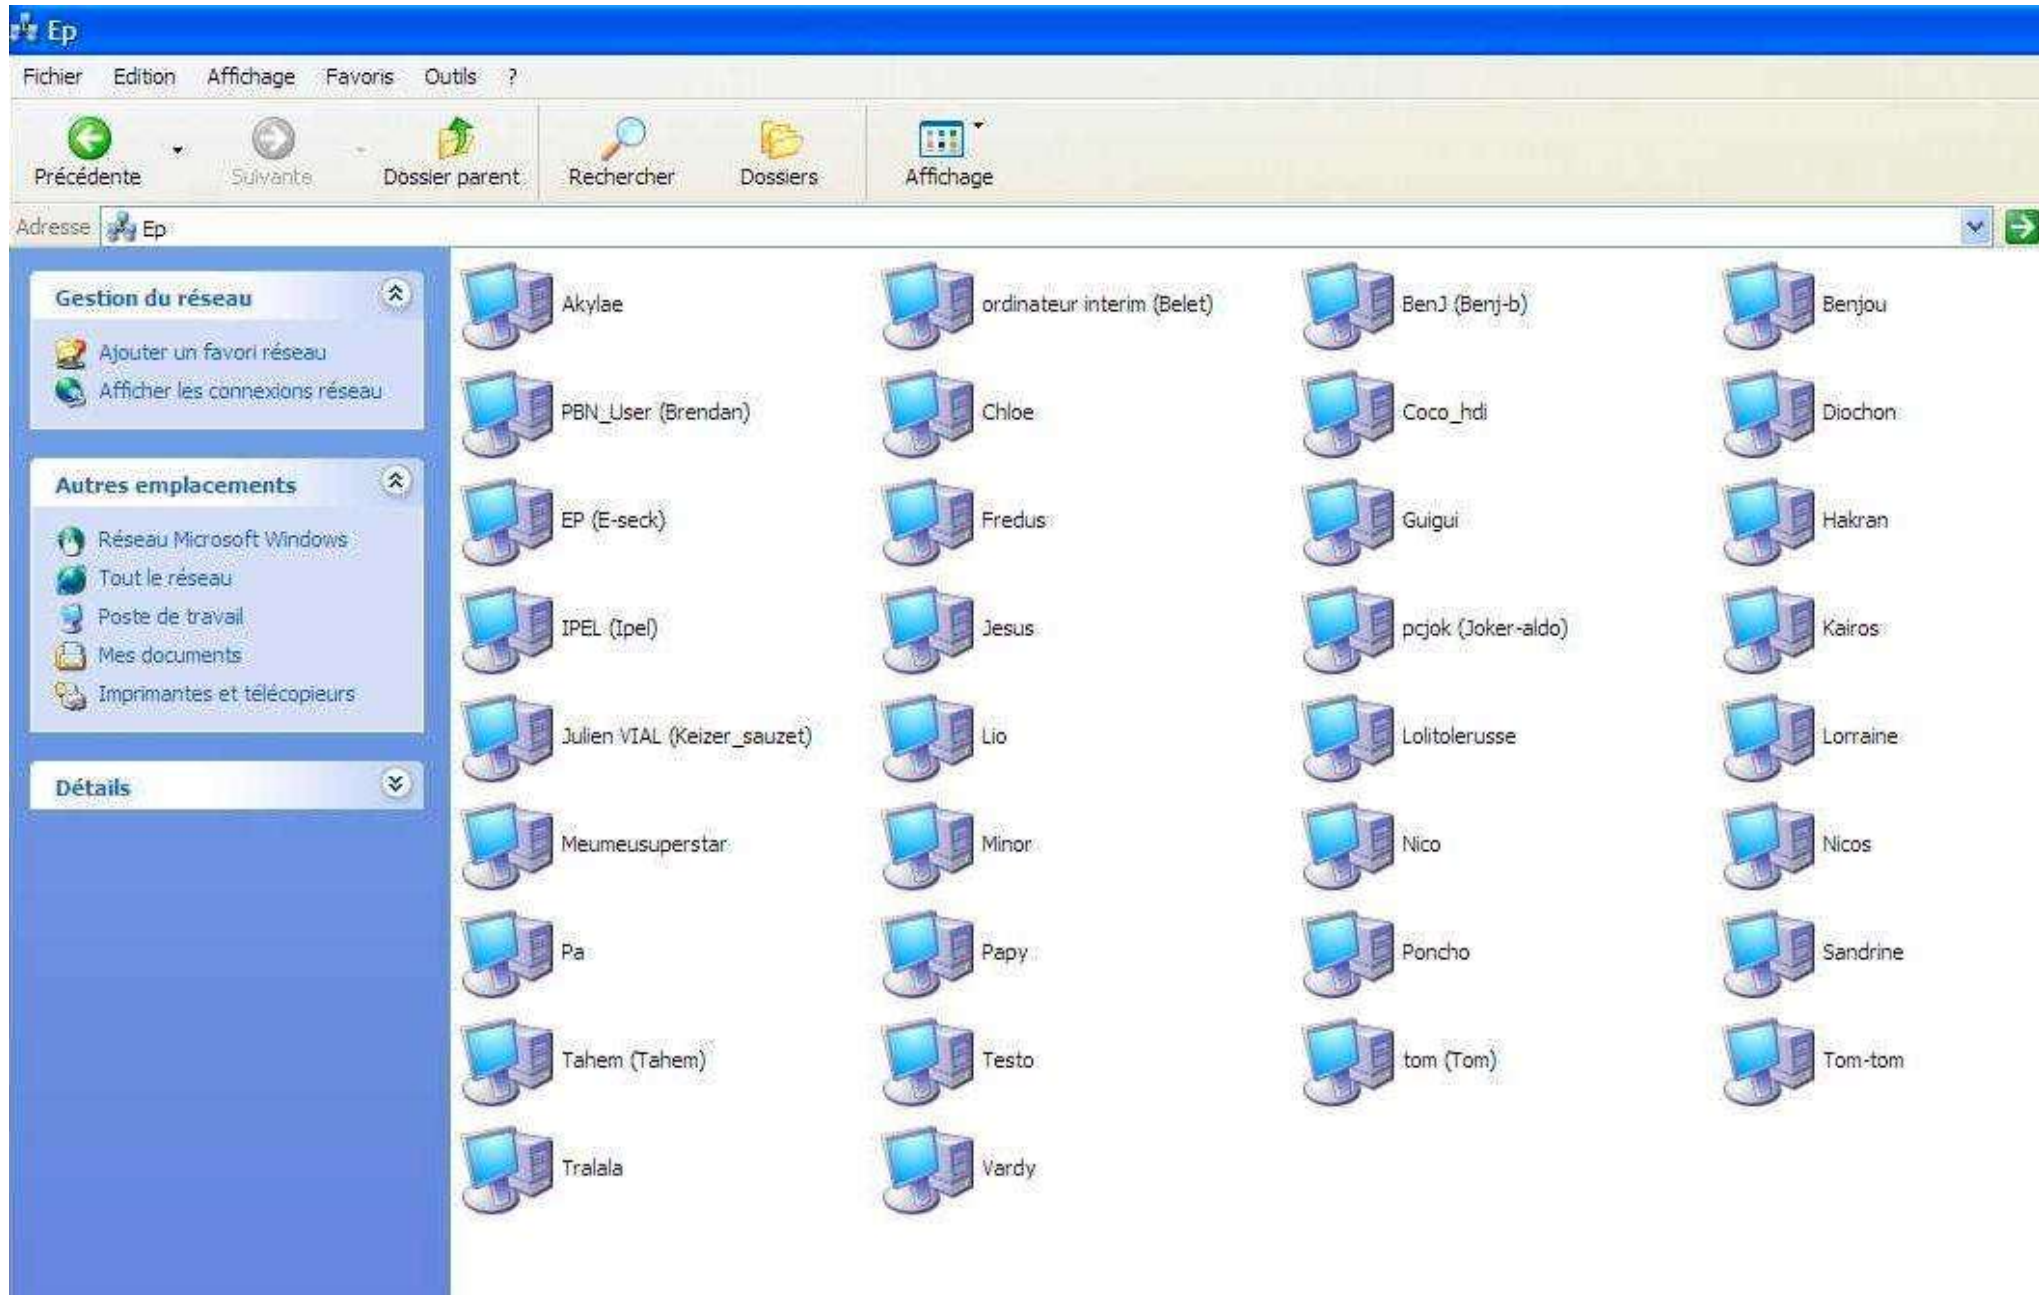 Ep
Fichier Edition Affichage Favoris Outils ?
Précédente Suivante Dossier parent Rechercher Dossiers Affichage
Adresse Ep
Gestion du réseau
Ajouter un favori réseau
Afficher les connexions réseau
Autres emplacements
Réseau Microsoft Windows
Tout le réseau
Poste de travail
Mes documents
Imprimantes et télécopieurs
Détails
Akylae ordinateur interim (Belet) BenJ (Benj-b) Benjou
PBN_User (Brendan) Chloe Coco_hdi Diochon
EP (E-seck) Fredus Guigui Hakran
IPEL (Ipel) Jesus pcjok (Joker-aldo) Kairos
Julien VIAL (Keizer_sauzet) Lio Lolitolerusse Lorraine
Meumeusuperstar Minor Nico Nicos
Pa Papy Poncho Sandrine
Tahem (Tahem) Testo tom (Tom) Tom-tom
Tralala Vardy